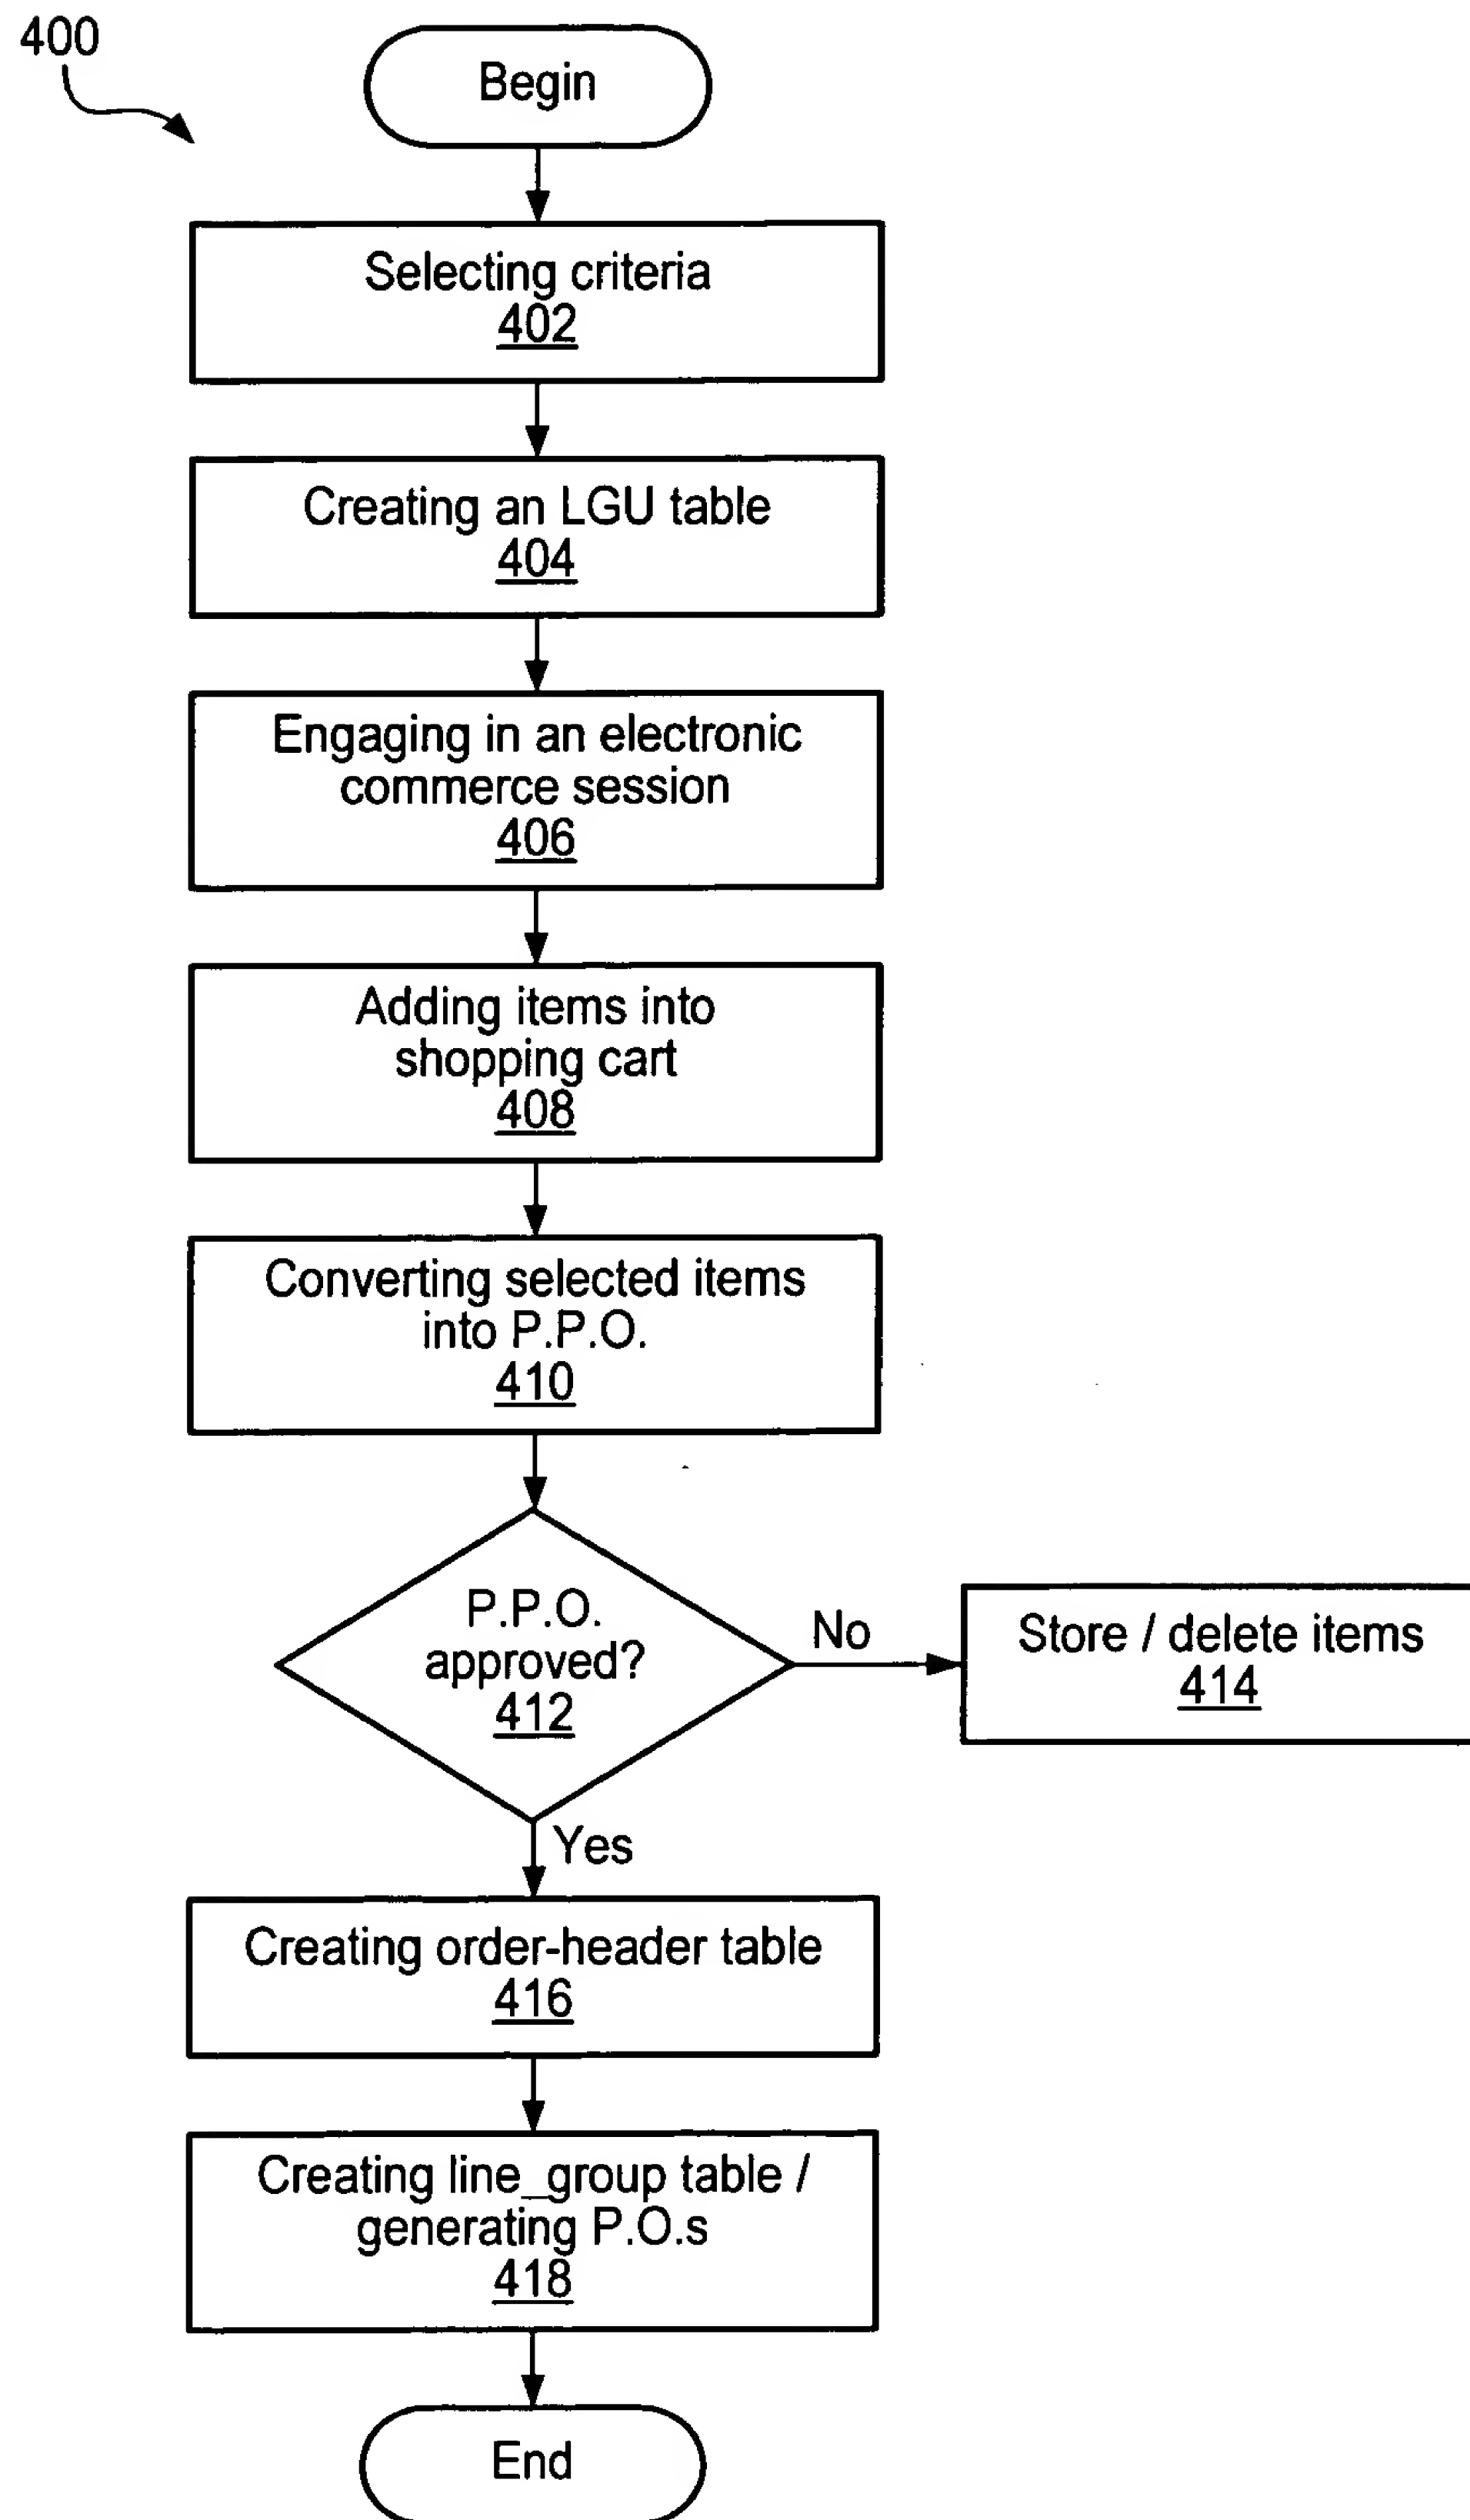 400
Begin
Selecting criteria
402
Creating an LGU table
404
Engaging in an electronic
commerce session
406
Adding items into
shopping cart
408
Converting selected items
into P.P.O.
410
P.P.O.
approved?
412
No
Store / delete items
414
Yes
Creating order-header table
416
Creating line_group table /
generating P.O.s
418
End